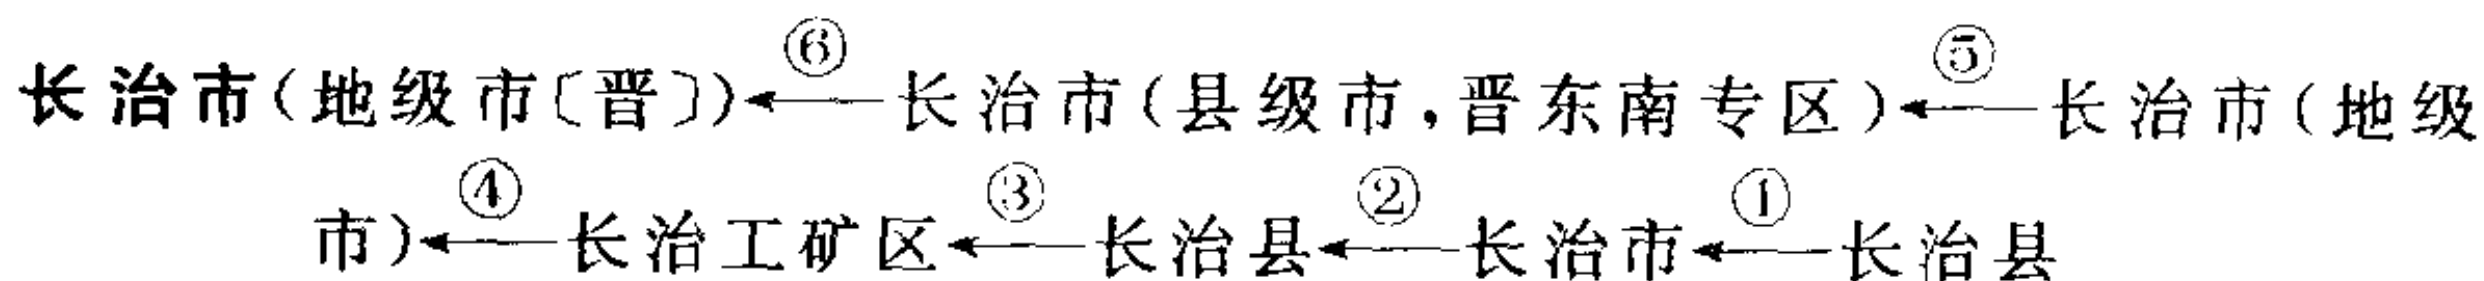 长治市(地级市〔晋〕)←⑥长治市(县级市,晋东南专区)←⑤长治市(地级
市)←④长治工矿区←③长治县←②长治市←①长治县